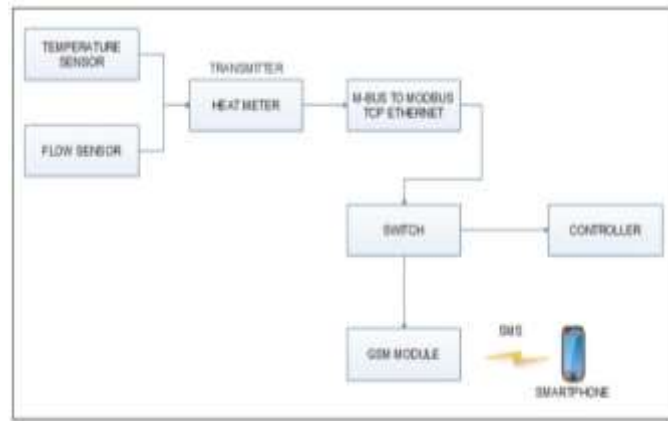 TEMPERATURE
SENSOR
TRANSMITTER
HEAT METER
M-BUS TO MODBUS
TCP ETHERNET
FLOW SENSOR
SWITCH
CONTROLLER
GSM MODULE
SMS
SMARTPHONE